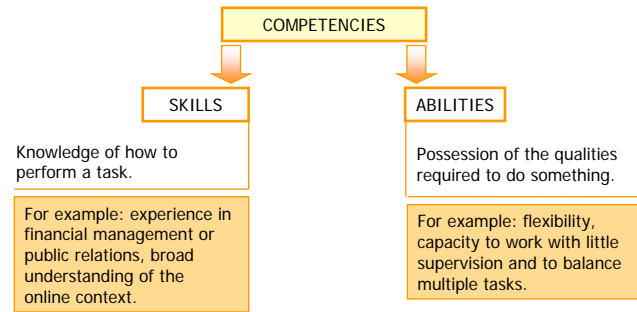 COMPETENCIES
SKILLS
Knowledge of how to
perform a task.
For example: experience in
financial management or
public relations, broad
understanding of the
online context.
ABILITIES
Possession of the qualities
required to do something.
For example: flexibility,
capacity to work with little
supervision and to balance
multiple tasks.